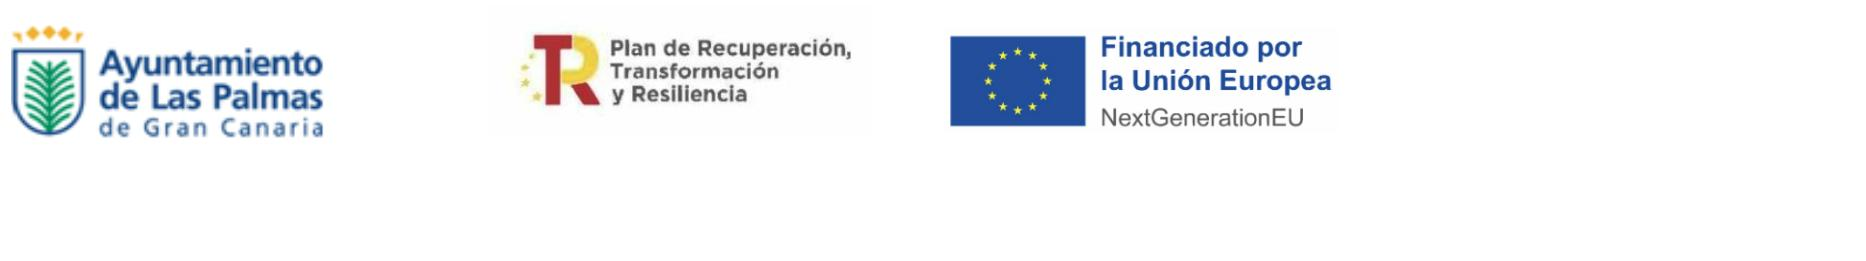 Ayuntamiento
de Las Palmas
de Gran Canaria
Plan de Recuperación,
Transformación
y Resiliencia
Financiado por
la Unión Europea
NextGenerationEU